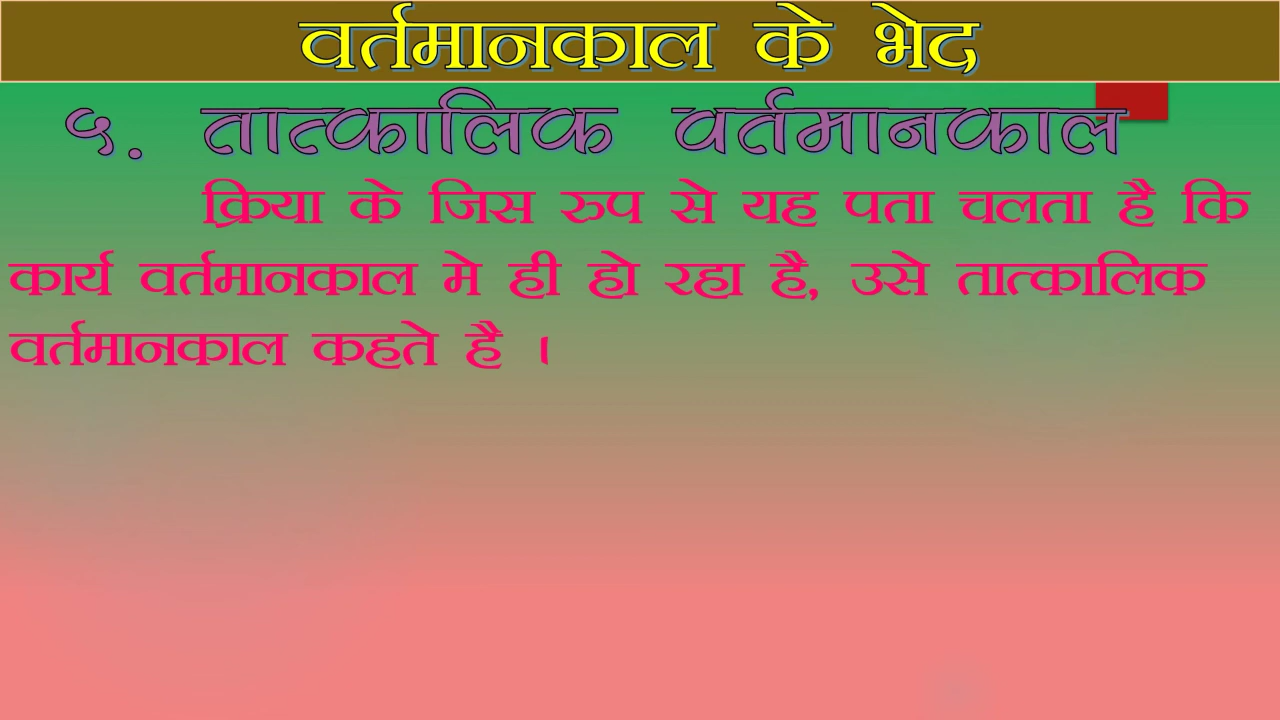 वर्तमानकाल के भेद
५. तात्कालिक वर्तमानकाल
क्रिया के जिस रुप से यह पता चलता है कि
कार्य वर्तमानकाल मे ही हो रहा है, उसे तात्कालिक
वर्तमानकाल कहते है ।